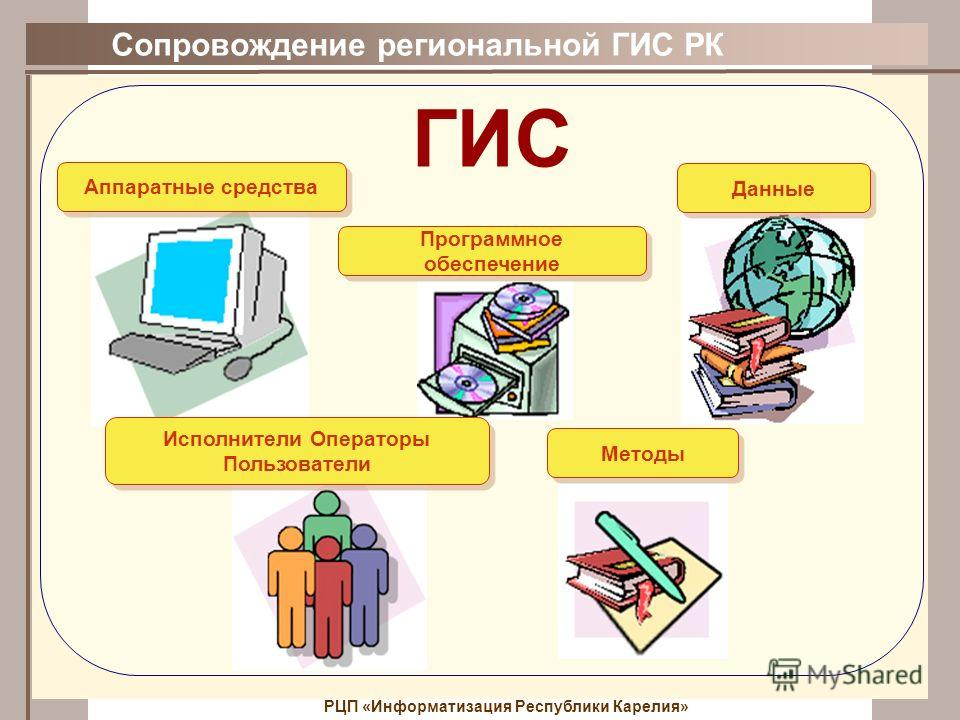 Сопровождение региональной ГИС РК
ГИС
Аппаратные средства
Данные
Программное
обеспечение
Исполнители Операторы
Пользователи
Методы
MyShared
РЦП «Информатизация Республики Карелия»